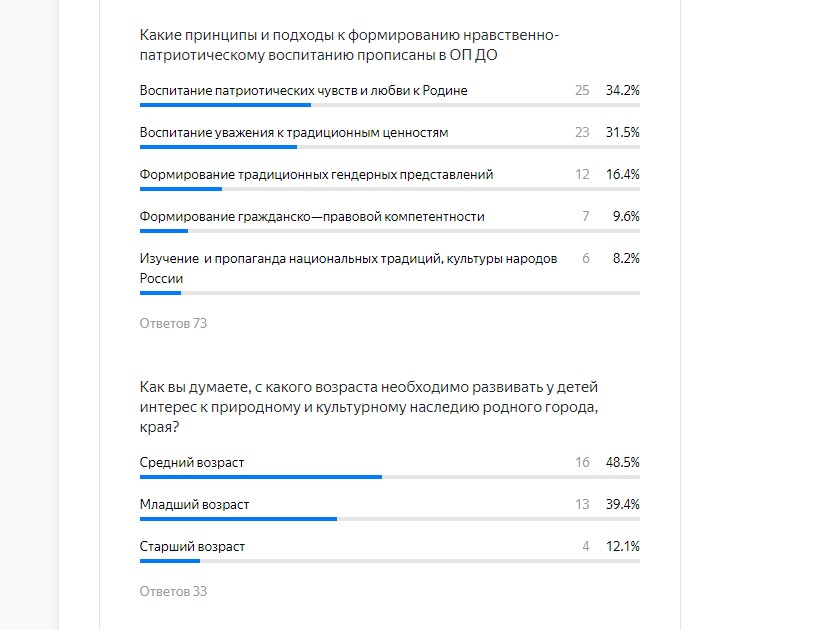 Какие принципы и подходы к формированию нравственно-
патриотическому воспитанию прописаны в ОП ДО
Воспитание патриотических чувств и любви к Родине 25 34.2%
Воспитание уважения к традиционным ценностям 23 31.5%
Формирование традиционных гендерных представлений 12 16.4%
Формирование гражданско—правовой компетентности 7 9.6%
Изучение и пропаганда национальных традиций, культуры народов 6 8.2%
России
Ответов 73
Как вы думаете, с какого возраста необходимо развивать у детей
интерес к природному и культурному наследию родного города,
края?
Средний возраст 16 48.5%
Младший возраст 13 39.4%
Старший возраст 4 12.1%
Ответов 33